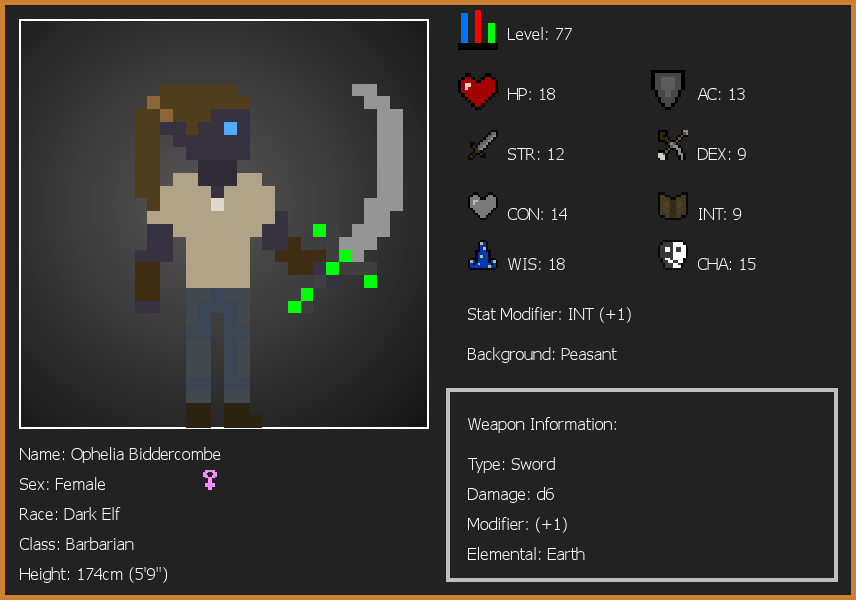 Level: 77
HP: 18
AC: 13
STR: 12
DEX: 9
CON: 14
INT: 9
WIS: 18
CHA: 15
Stat Modifier: INT (+1)
Background: Peasant
Weapon Information:
Type: Sword
Damage: d6
Modifier: (+1)
Elemental: Earth
Name: Ophelia Biddercombe
Sex: Female
Race: Dark Elf
Class: Barbarian
Height: 174cm (5'9")